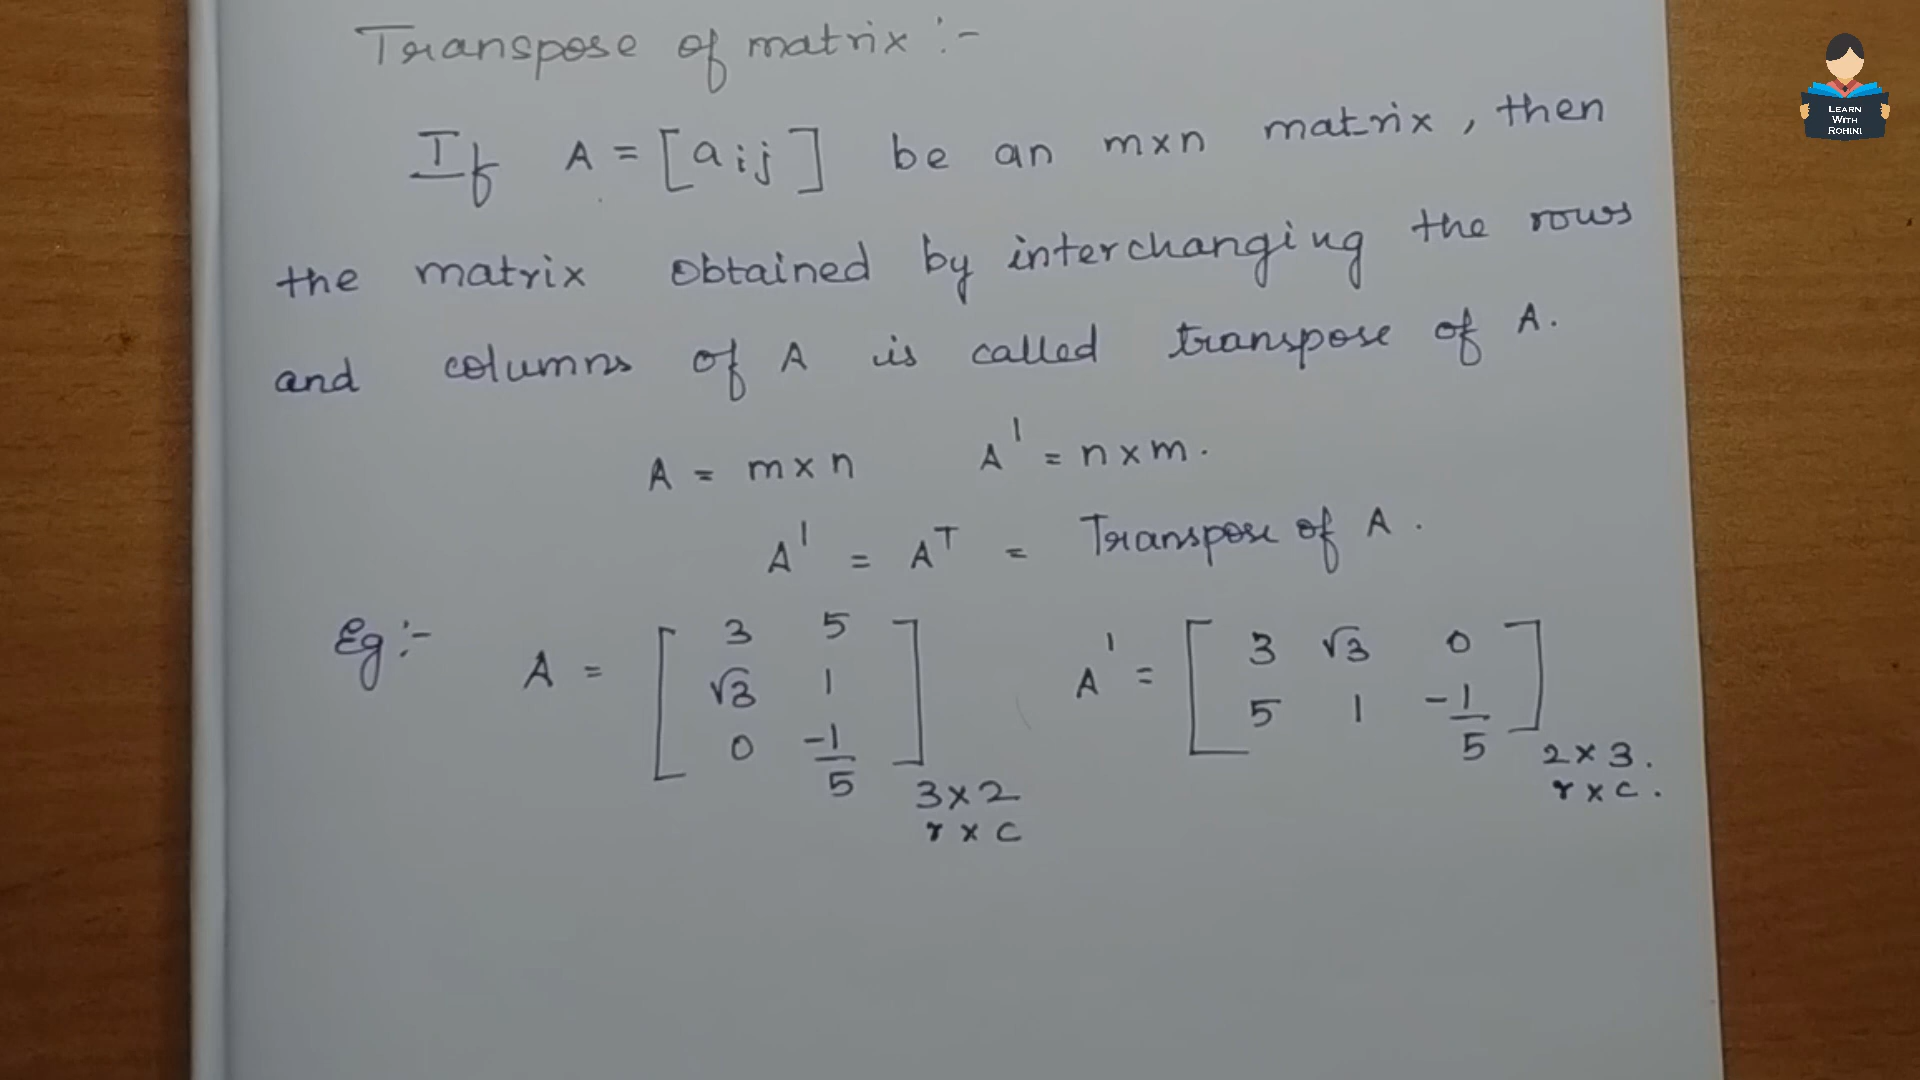 Transpose of matrix :-
If A = [aij] be an m×n matrix, then
the matrix obtained by interchanging the rows
and columns of A is called transpose of A.
A = m×n A' = n×m.
A' = A^T = Transpose of A.
Eg :- A = [ 3 5 A' = [ 3 √3 0
√3 1 5 1 -1/5 ] 2×3.
0 -1/5 ] 3×2 r×c.
r×c
LEARN
WITH
ROHINI